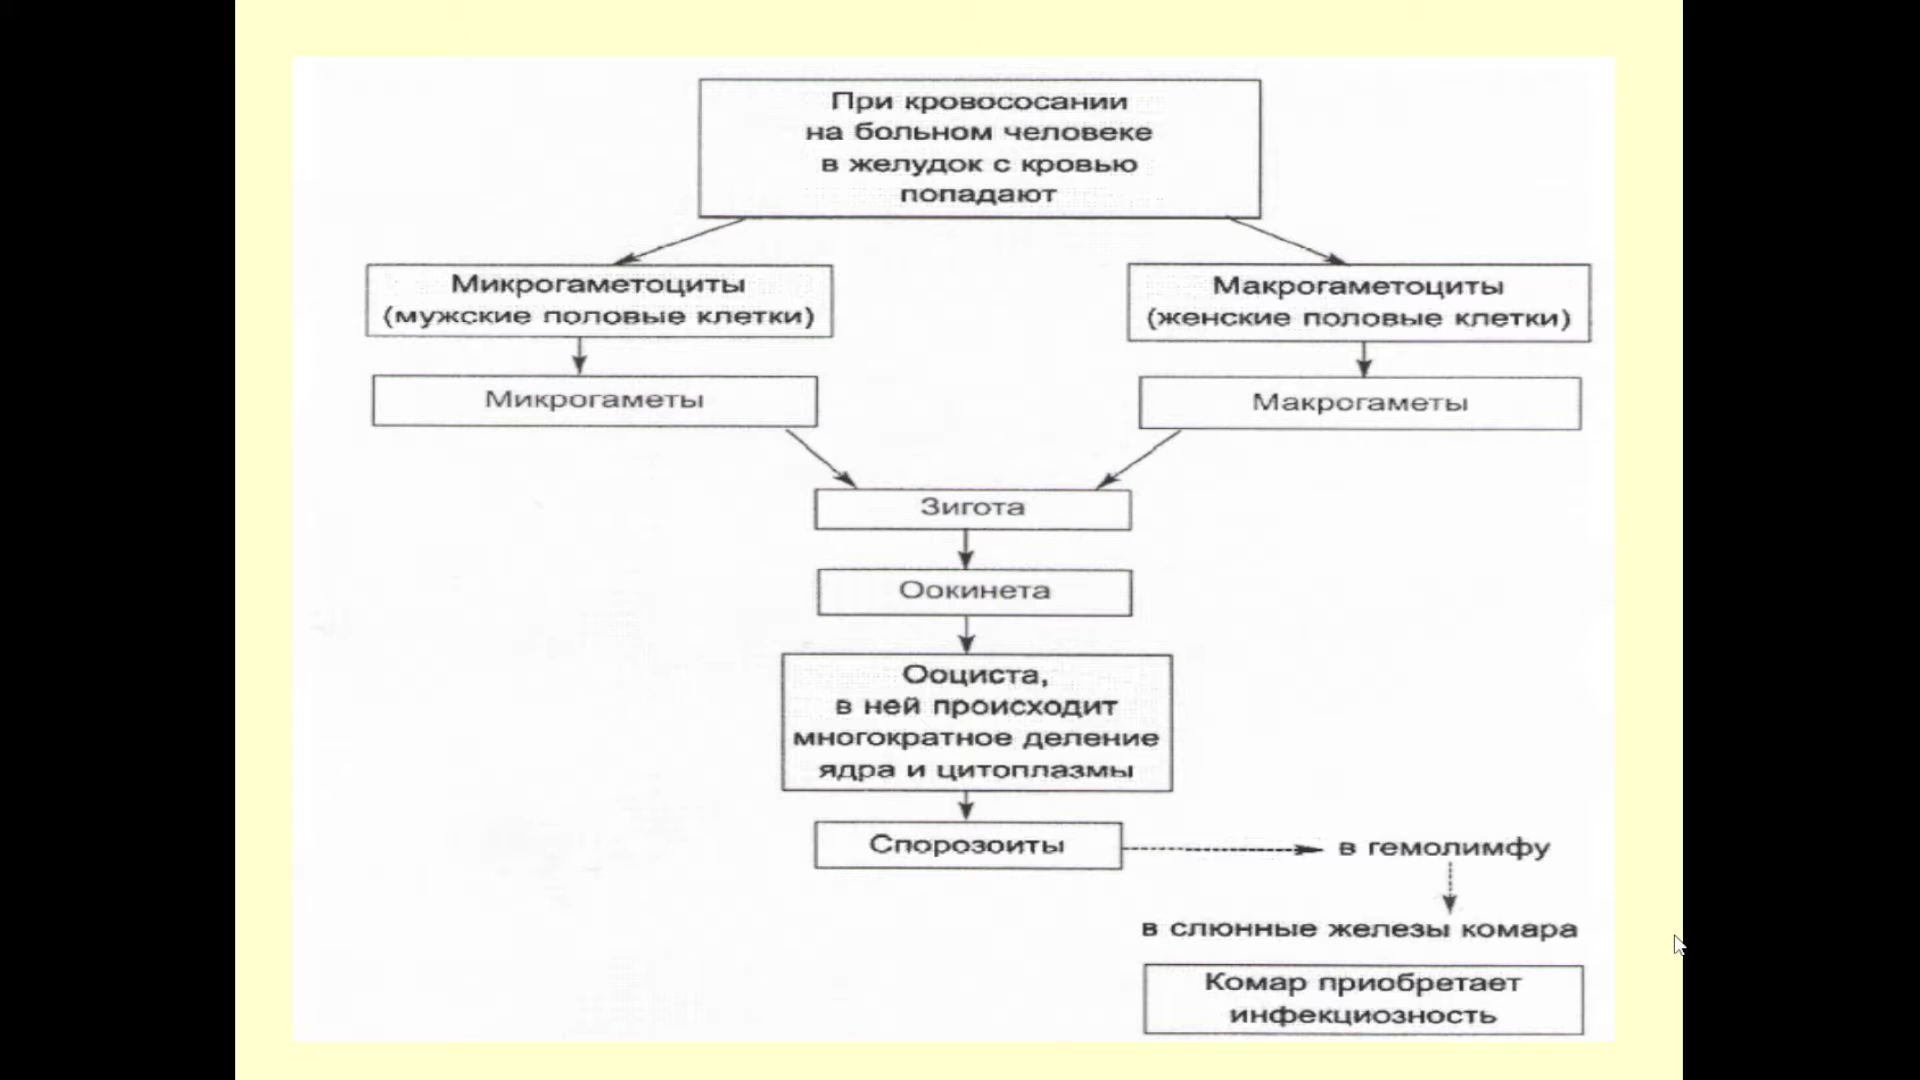 При кровососании
на больном человеке
в желудок с кровью
попадают
Микрогаметоциты
(мужские половые клетки)
Макрогаметоциты
(женские половые клетки)
Микрогаметы
Макрогаметы
Зигота
Оокинета
Ооциста,
в ней происходит
многократное деление
ядра и цитоплазмы
Спорозоиты
в гемолимфу
в слюнные железы комара
Комар приобретает
инфекциозность